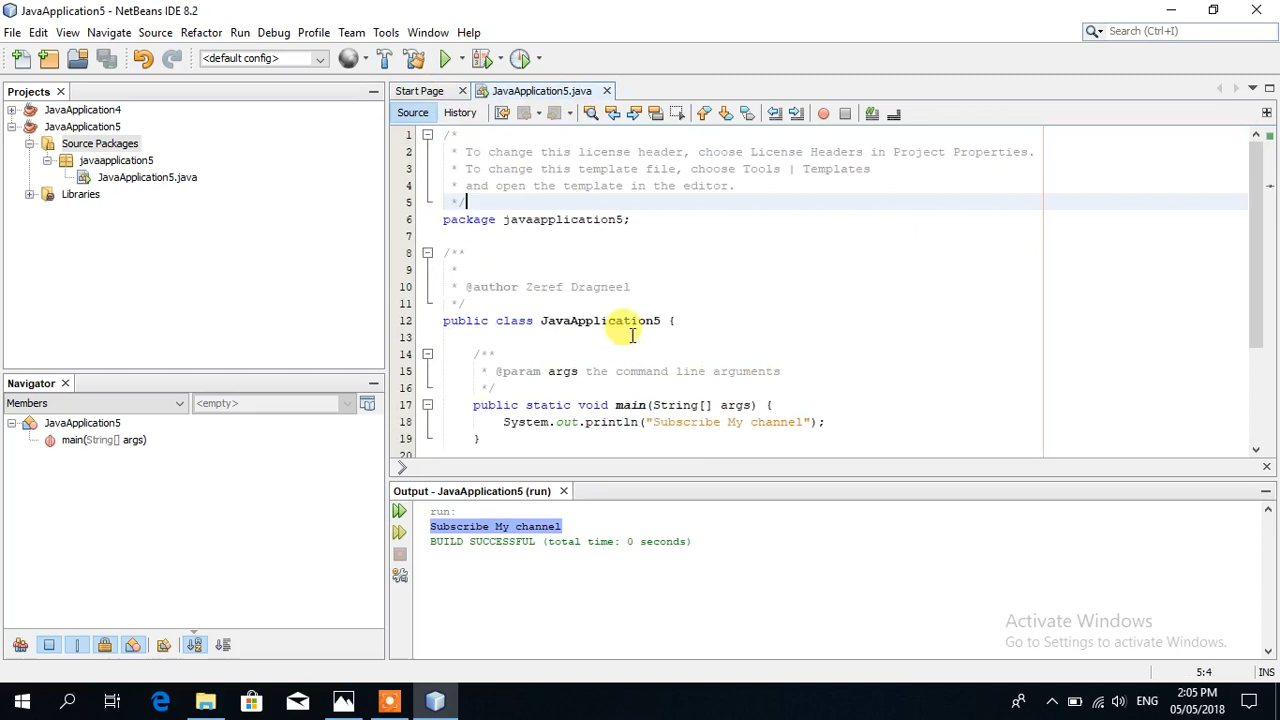 JavaApplication5 - NetBeans IDE 8.2
File Edit View Navigate Source Refactor Run Debug Profile Team Tools Window Help
Search (Ctrl+I)
<default config>
Projects
Start Page
JavaApplication5.java
Source History
JavaApplication4
JavaApplication5
Source Packages
javaapplication5
JavaApplication5.java
Libraries
1 /*
2 * To change this license header, choose License Headers in Project Properties.
3 * To change this template file, choose Tools | Templates
4 * and open the template in the editor.
5 */
6 package javaapplication5;
7
8 /**
9 *
10 * @author Zeref Dragneel
11 */
12 public class JavaApplication5 {
13
14 /**
15 * @param args the command line arguments
16 */
17 public static void main(String[] args) {
18 System.out.println("Subscribe My channel");
19 }
20
Navigator
Members
<empty>
JavaApplication5
main(String[] args)
Output - JavaApplication5 (run)
run:
Subscribe My channel
BUILD SUCCESSFUL (total time: 0 seconds)
Activate Windows
Go to Settings to activate Windows.
5:4 INS
ENG
2:05 PM
05/05/2018